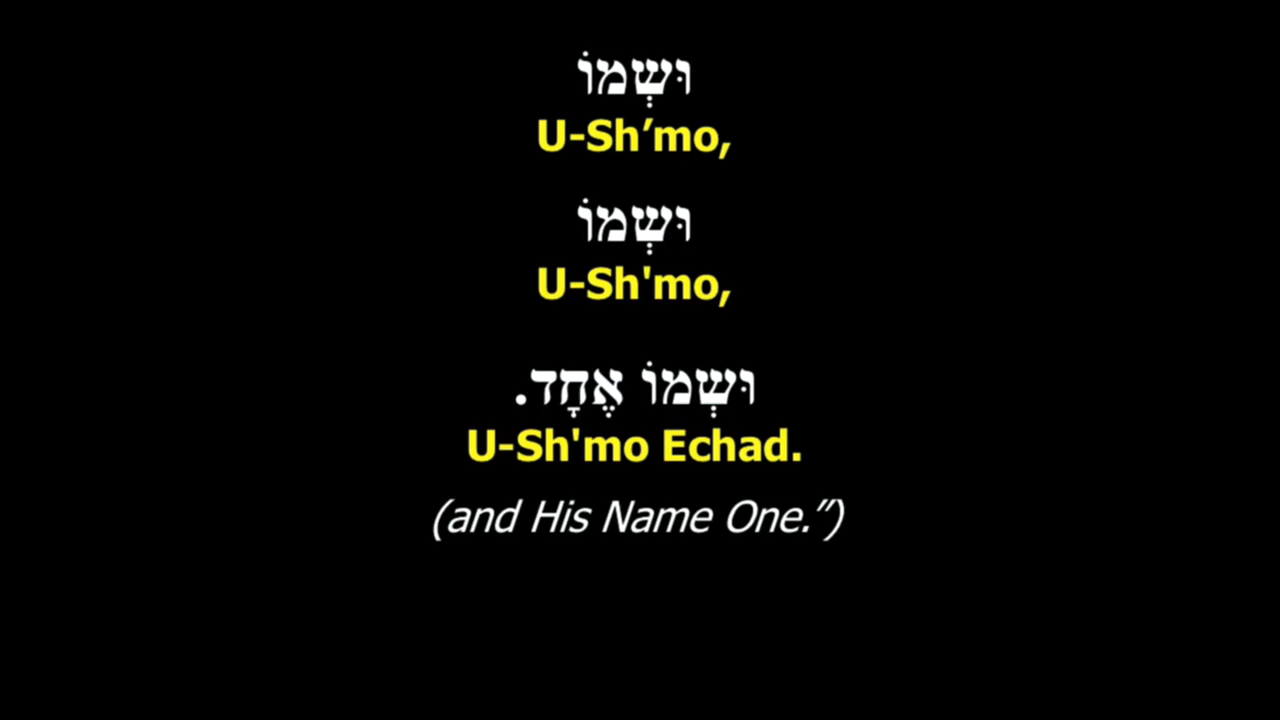 וּשְׁמוֹ
U-Sh’mo,
וּשְׁמוֹ
U-Sh'mo,
וּשְׁמוֹ אֶחָד.
U-Sh'mo Echad.
(and His Name One.”)